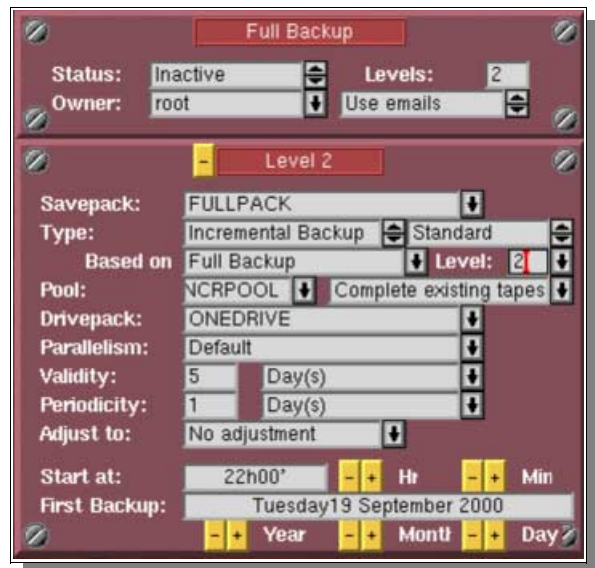 Full Backup
Status: Inactive Levels: 2
Owner: root Use emails
- Level 2
Savepack: FULLPACK
Type: Incremental Backup Standard
Based on Full Backup Level: 2
Pool: NCRPOOL Complete existing tapes
Drivepack: ONEDRIVE
Parallelism: Default
Validity: 5 Day(s)
Periodicity: 1 Day(s)
Adjust to: No adjustment
Start at: 22h00' - + Hr - + Min
First Backup: Tuesday19 September 2000
- + Year - + Month - + Day